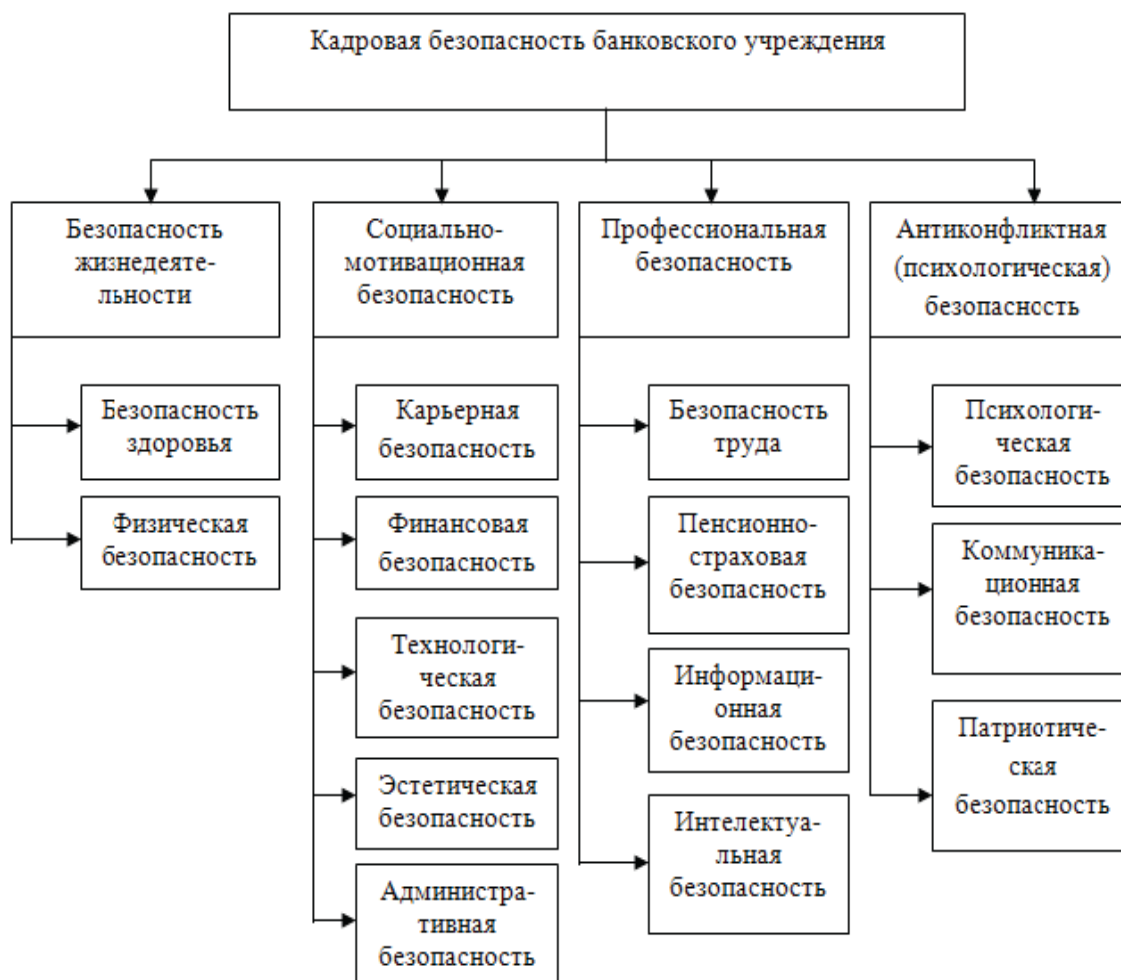 Кадровая безопасность банковского учреждения
Безопасность
жизнедеяте-
льности
Социально-
мотивационная
безопасность
Профессиональная
безопасность
Антиконфликтная
(психологическая)
безопасность
Безопасность
здоровья
Физическая
безопасность
Карьерная
безопасность
Финансовая
безопасность
Технологи-
ческая
безопасность
Эстетическая
безопасность
Администра-
тивная
безопасность
Безопасность
труда
Пенсионно-
страховая
безопасность
Информаци-
онная
безопасность
Интелектуа-
льная
безопасность
Психологи-
ческая
безопасность
Коммуника-
ционная
безопасность
Патриотиче-
ская
безопасность